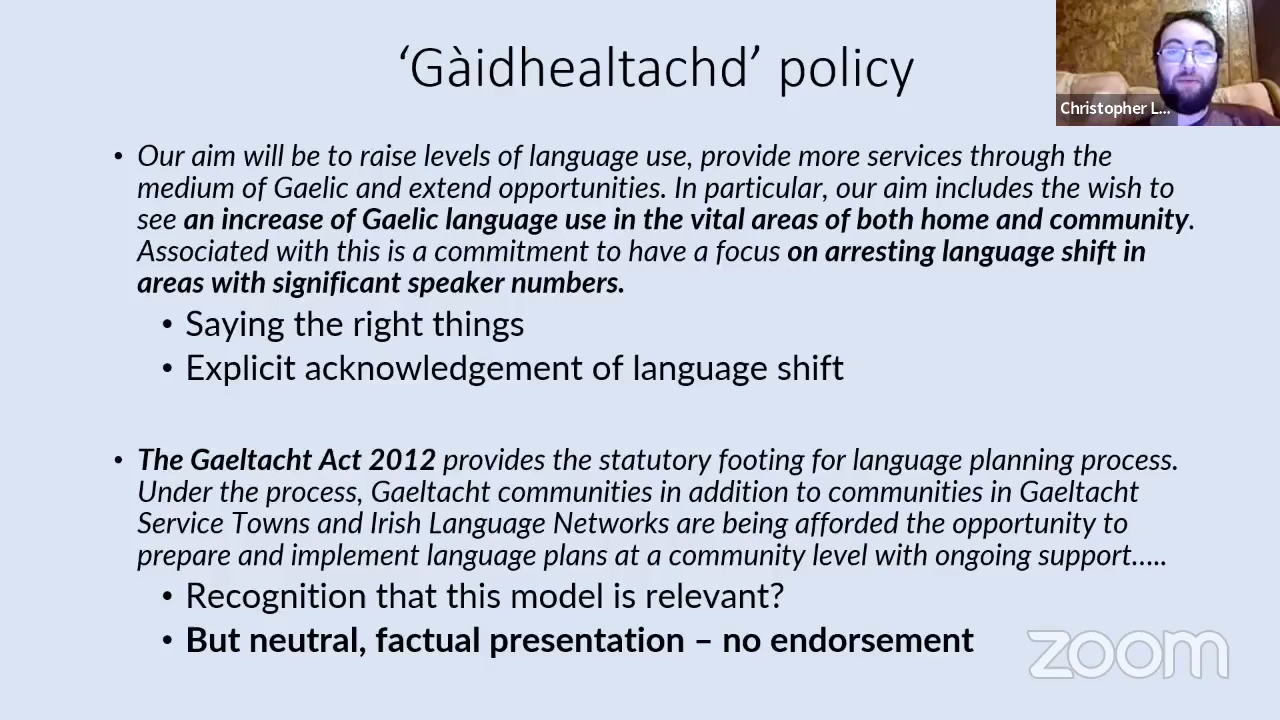 ‘Gàidhealtachd’ policy
Christopher L...
• Our aim will be to raise levels of language use, provide more services through the
medium of Gaelic and extend opportunities. In particular, our aim includes the wish to
see an increase of Gaelic language use in the vital areas of both home and community.
Associated with this is a commitment to have a focus on arresting language shift in
areas with significant speaker numbers.
• Saying the right things
• Explicit acknowledgement of language shift
• The Gaeltacht Act 2012 provides the statutory footing for language planning process.
Under the process, Gaeltacht communities in addition to communities in Gaeltacht
Service Towns and Irish Language Networks are being afforded the opportunity to
prepare and implement language plans at a community level with ongoing support…..
• Recognition that this model is relevant?
• But neutral, factual presentation – no endorsement
zoom